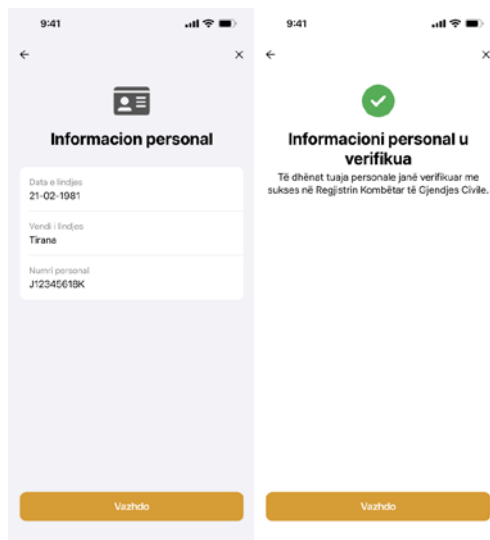 9:41
Informacion personal
Data e lindjes
21-02-1981
Vendi i lindjes
Tirana
Numri personal
J12345618K
Vazhdo
9:41
Informacioni personal u
verifikua
Të dhënat tuaja personale janë verifikuar me
sukses në Regjistrin Kombëtar të Gjendjes Civile.
Vazhdo